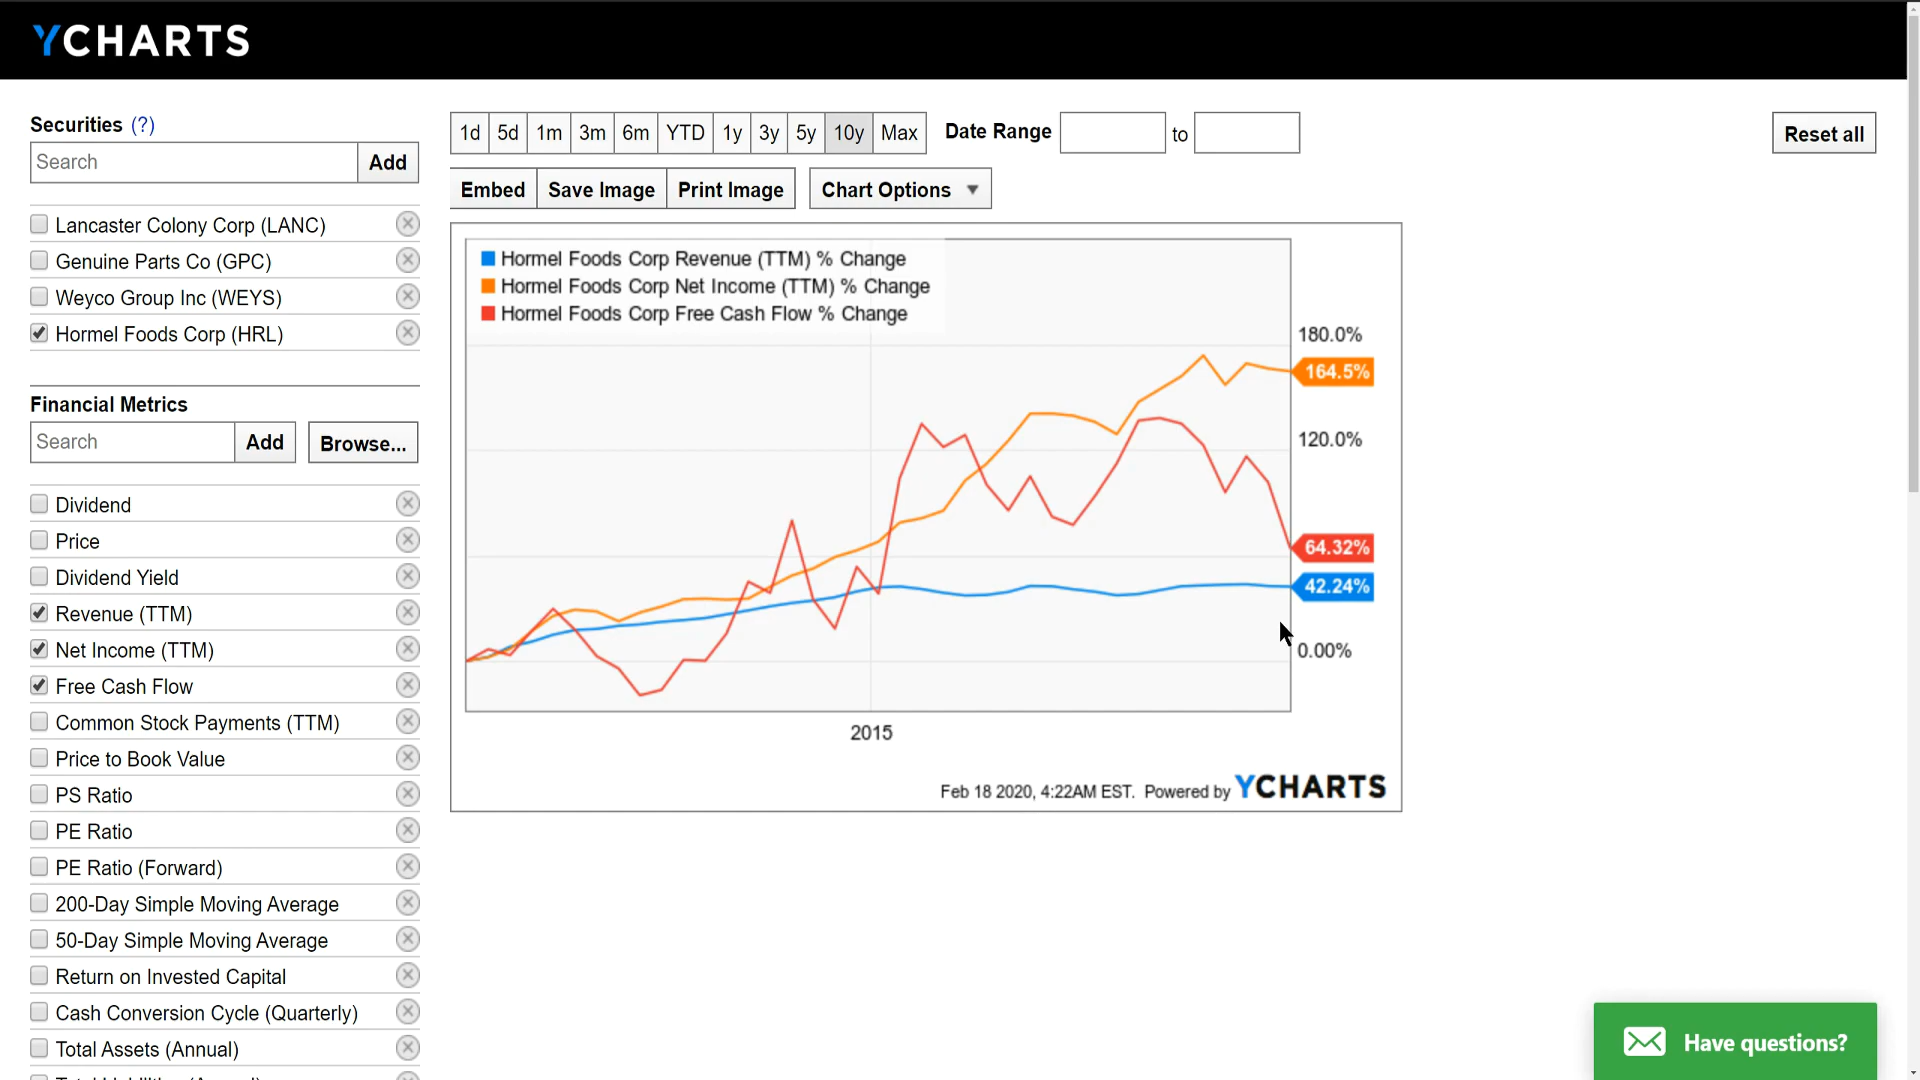 YCHARTS
Securities (?)
Search
Add
Lancaster Colony Corp (LANC)
Genuine Parts Co (GPC)
Weyco Group Inc (WEYS)
Hormel Foods Corp (HRL)
Financial Metrics
Search
Add
Browse...
Dividend
Price
Dividend Yield
Revenue (TTM)
Net Income (TTM)
Free Cash Flow
Common Stock Payments (TTM)
Price to Book Value
PS Ratio
PE Ratio
PE Ratio (Forward)
200-Day Simple Moving Average
50-Day Simple Moving Average
Return on Invested Capital
Cash Conversion Cycle (Quarterly)
Total Assets (Annual)
1d 5d 1m 3m 6m YTD 1y 3y 5y 10y Max
Date Range to
Reset all
Embed Save Image Print Image Chart Options
Hormel Foods Corp Revenue (TTM) % Change
Hormel Foods Corp Net Income (TTM) % Change
Hormel Foods Corp Free Cash Flow % Change
180.0%
164.5%
120.0%
64.32%
42.24%
0.00%
2015
Feb 18 2020, 4:22AM EST. Powered by YCHARTS
Have questions?